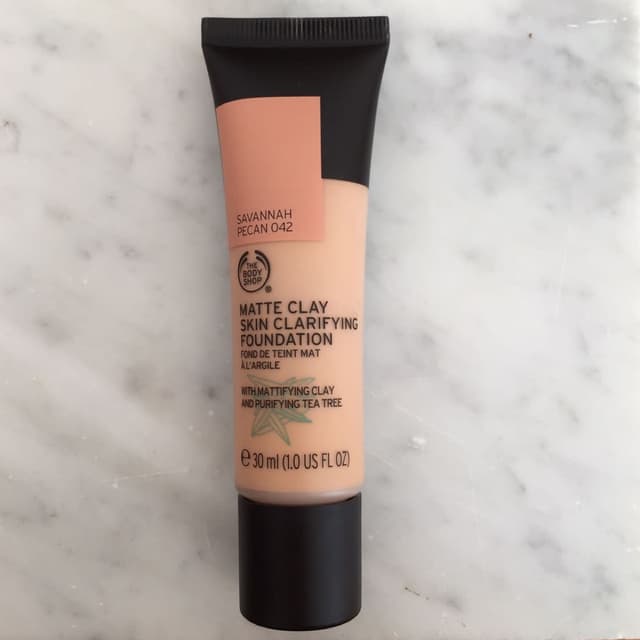 SAVANNAH
PECAN 042
THE
BODY
SHOP®
MATTE CLAY
SKIN CLARIFYING
FOUNDATION
FOND DE TEINT MAT
À L'ARGILE
WITH MATTIFYING CLAY
AND PURIFYING TEA TREE
℮ 30 ml (1.0 US FL OZ)